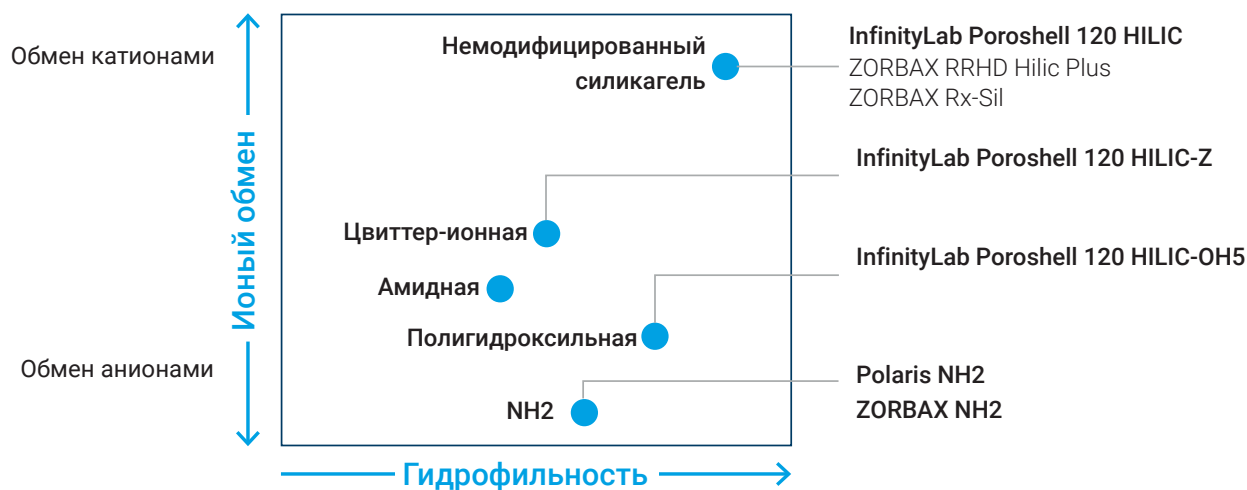 Обмен катионами
Ионый обмен
Обмен анионами
Немодифицированный
силикагель
Цвиттер-ионная
Амидная
Полигидроксильная
NH2
InfinityLab Poroshell 120 HILIC
ZORBAX RRHD Hilic Plus
ZORBAX Rx-Sil
InfinityLab Poroshell 120 HILIC-Z
InfinityLab Poroshell 120 HILIC-OH5
Polaris NH2
ZORBAX NH2
Гидрофильность